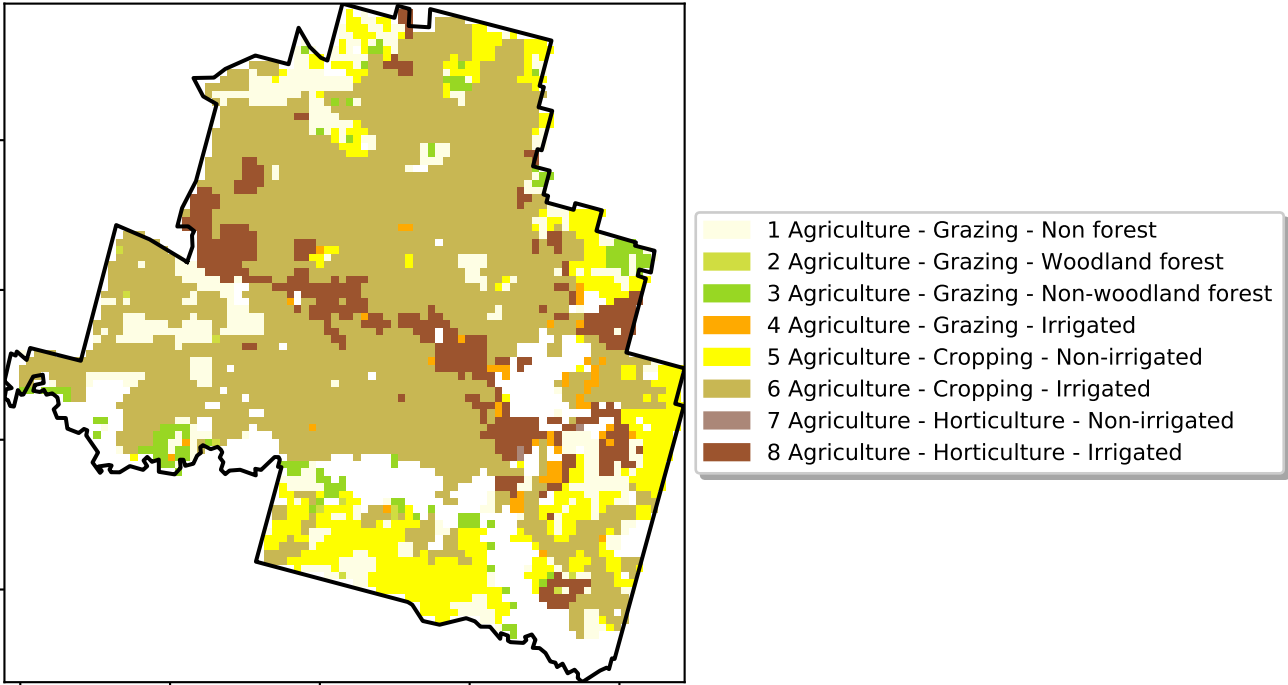 1 Agriculture - Grazing - Non forest
2 Agriculture - Grazing - Woodland forest
3 Agriculture - Grazing - Non-woodland forest
4 Agriculture - Grazing - Irrigated
5 Agriculture - Cropping - Non-irrigated
6 Agriculture - Cropping - Irrigated
7 Agriculture - Horticulture - Non-irrigated
8 Agriculture - Horticulture - Irrigated